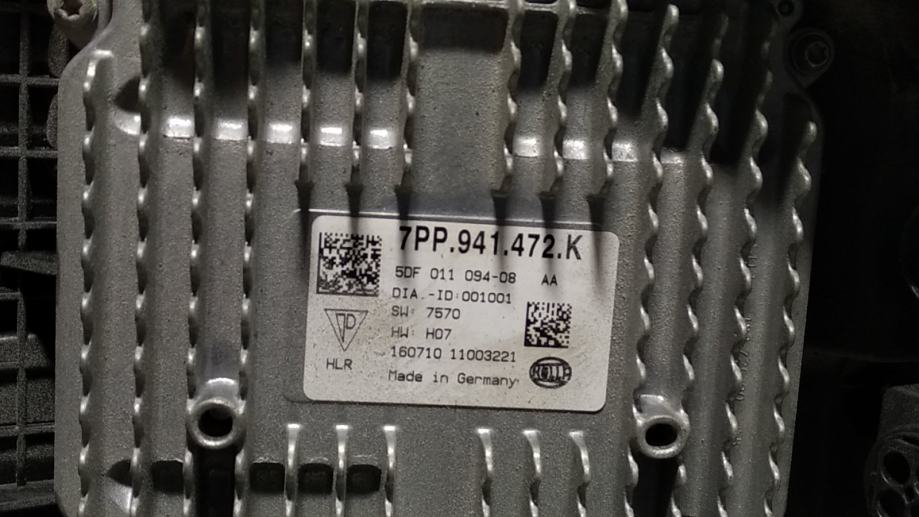 7PP.941.472.K
5DF 011 094-08 AA
DIA.-ID:001001
SW: 7570
HW: H07
160710 11003221
HLR
Made in Germany
HELLA